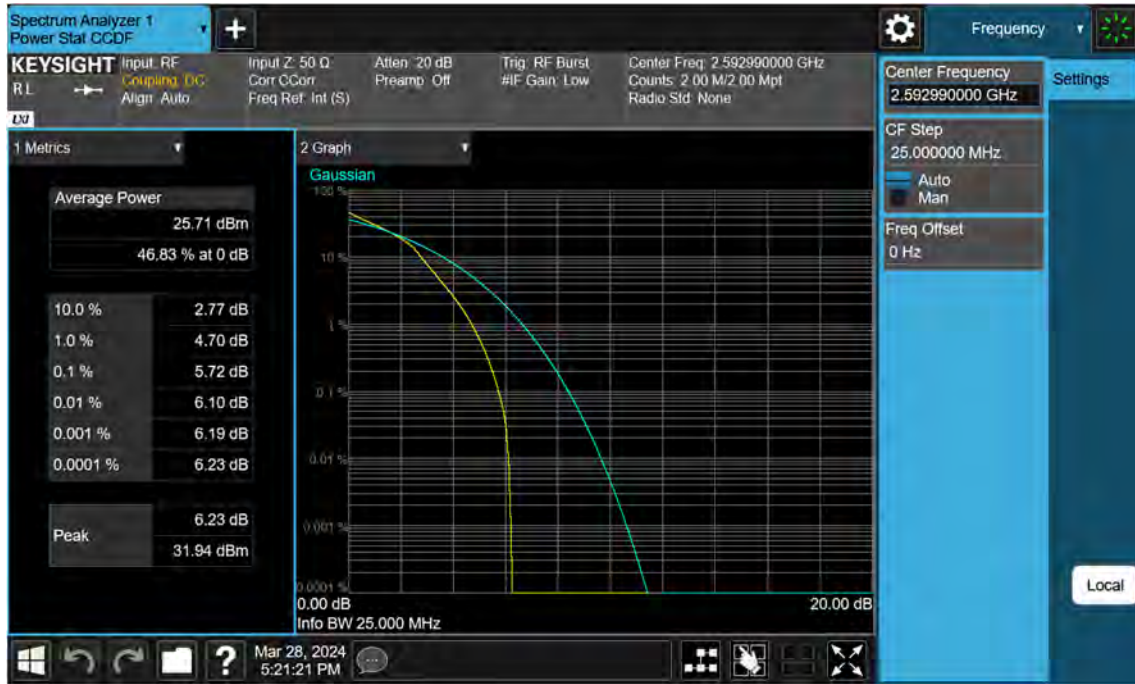 Spectrum Analyzer 1
Power Stat CCDF
+
Frequency
KEYSIGHT
RL
LXI
Input: RF
Coupling: DC
Align: Auto
Input Z: 50 Ω
Corr CCorr
Freq Ref: Int (S)
Atten: 20 dB
Preamp: Off
Trig: RF Burst
#IF Gain: Low
Center Freq: 2.592990000 GHz
Counts: 2.00 M/2.00 Mpt
Radio Std: None
Center Frequency
2.592990000 GHz
Settings
CF Step
25.000000 MHz
Auto
Man
Freq Offset
0 Hz
1 Metrics
Average Power
25.71 dBm
46.83 % at 0 dB
10.0 % 2.77 dB
1.0 % 4.70 dB
0.1 % 5.72 dB
0.01 % 6.10 dB
0.001 % 6.19 dB
0.0001 % 6.23 dB
Peak
6.23 dB
31.94 dBm
2 Graph
Gaussian
100 %
10 %
1 %
0.1 %
0.01 %
0.001 %
0.0001 %
0.00 dB 20.00 dB
Info BW 25.000 MHz
Local
?
Mar 28, 2024
5:21:21 PM